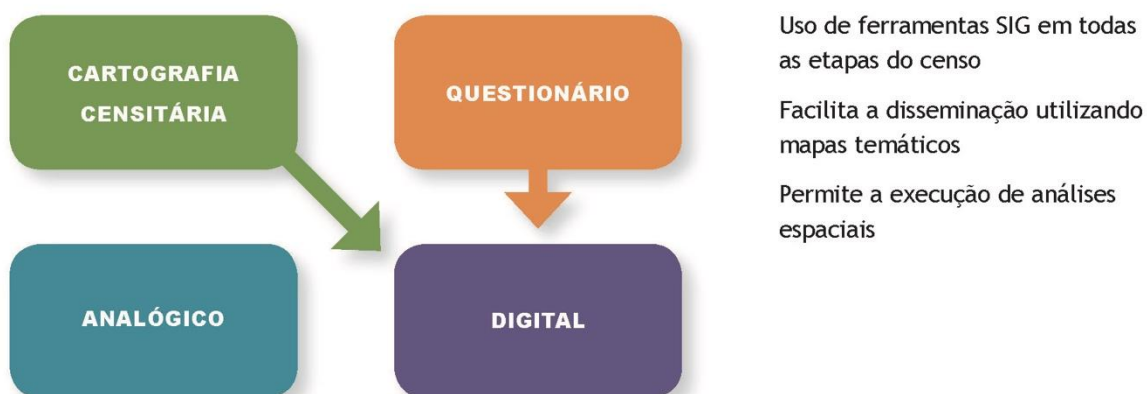 CARTOGRAFIA
CENSITÁRIA
QUESTIONÁRIO
ANALÓGICO
DIGITAL
Uso de ferramentas SIG em todas
as etapas do censo
Facilita a disseminação utilizando
mapas temáticos
Permite a execução de análises
espaciais